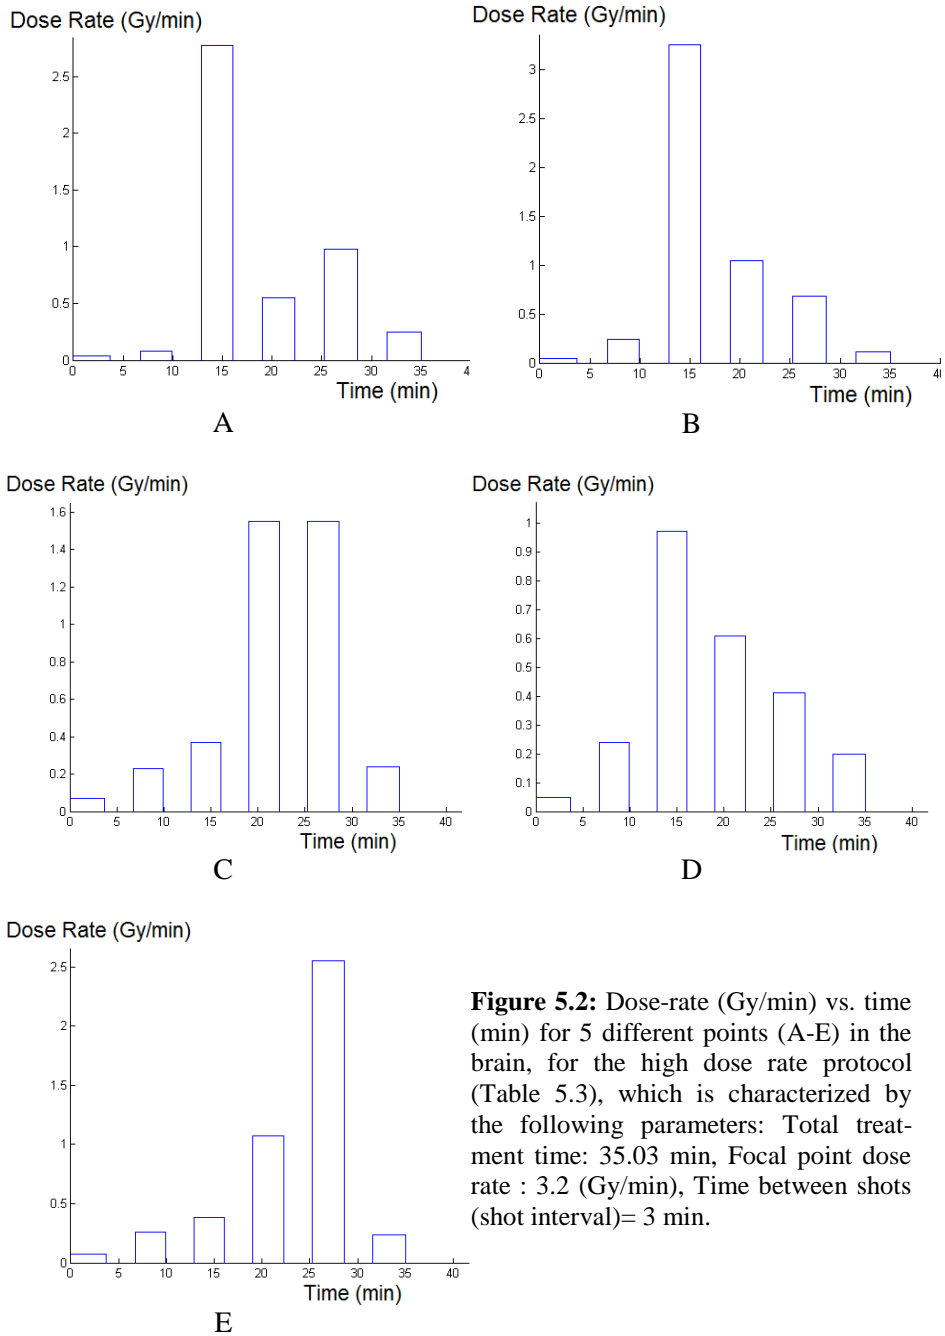 Dose Rate (Gy/min)
2.5
2
1.5
1
0.5
0
0 5 10 15 20 25 30 35 4
Time (min)
A
Dose Rate (Gy/min)
3
3.5
2
1.5
1
0.5
0
0 5 10 15 20 25 30 35 40
Time (min)
B
Dose Rate (Gy/min)
1.6
1.4
1.2
1
0.8
0.6
0.4
0.2
0
0 5 10 15 20 25 30 35 40
Time (min)
C
Dose Rate (Gy/min)
1
0.9
0.8
0.7
0.6
0.5
0.4
0.3
0.2
0.1
0
0 5 10 15 20 25 30 35 40
Time (min)
D
Dose Rate (Gy/min)
2.5
2
1.5
1
0.5
0
0 5 10 15 20 25 30 35 40
Time (min)
E
Figure 5.2: Dose-rate (Gy/min) vs. time
(min) for 5 different points (A-E) in the
brain, for the high dose rate protocol
(Table 5.3), which is characterized by
the following parameters: Total treat-
ment time: 35.03 min, Focal point dose
rate : 3.2 (Gy/min), Time between shots
(shot interval)= 3 min.